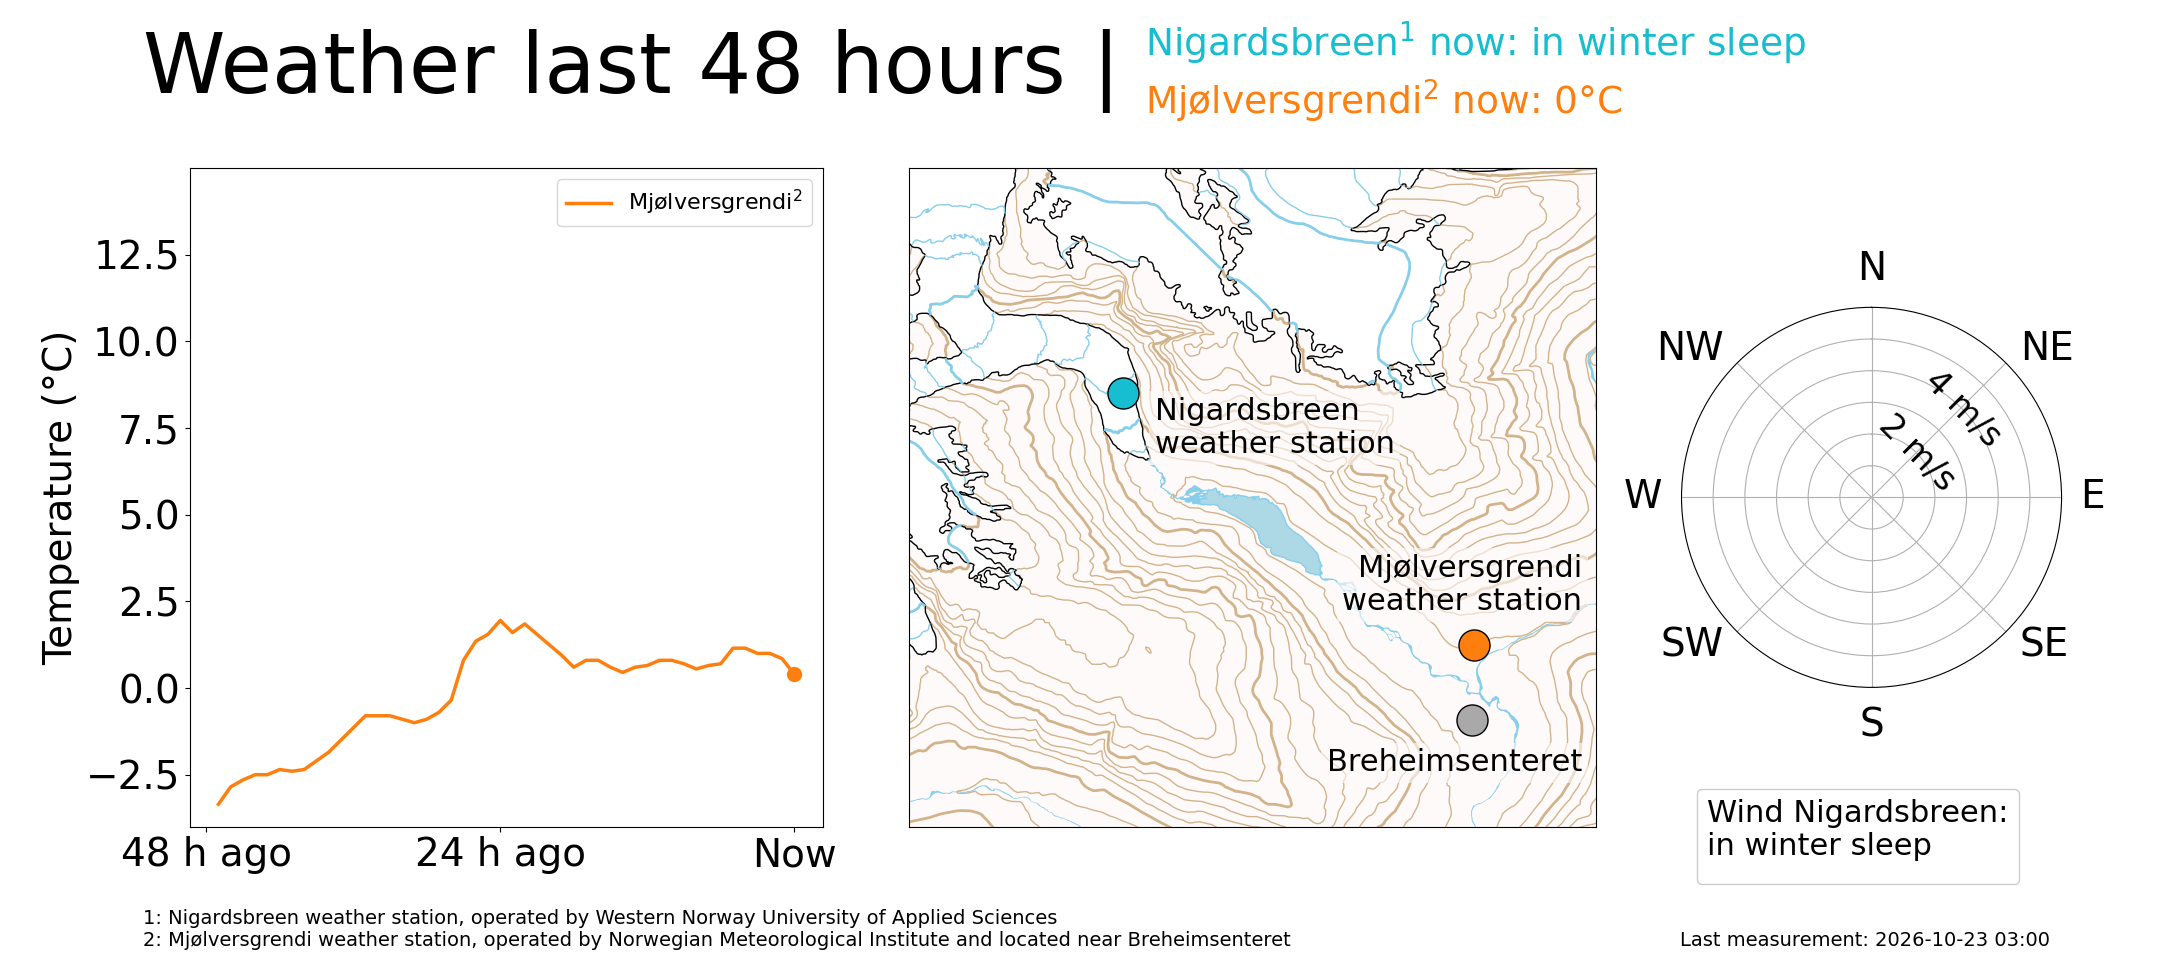 Weather last 48 hours |
Nigardsbreen¹ now: in winter sleep
Mjølversgrendi² now: 0°C
Mjølversgrendi²
Temperature (°C)
12.5
10.0
7.5
5.0
2.5
0.0
−2.5
48 h ago
24 h ago
Now
Nigardsbreen
weather station
Mjølversgrendi
weather station
Breheimsenteret
N
NE
E
SE
S
SW
W
NW
4 m/s
2 m/s
Wind Nigardsbreen:
in winter sleep
1: Nigardsbreen weather station, operated by Western Norway University of Applied Sciences
2: Mjølversgrendi weather station, operated by Norwegian Meteorological Institute and located near Breheimsenteret
Last measurement: 2026-10-23 03:00